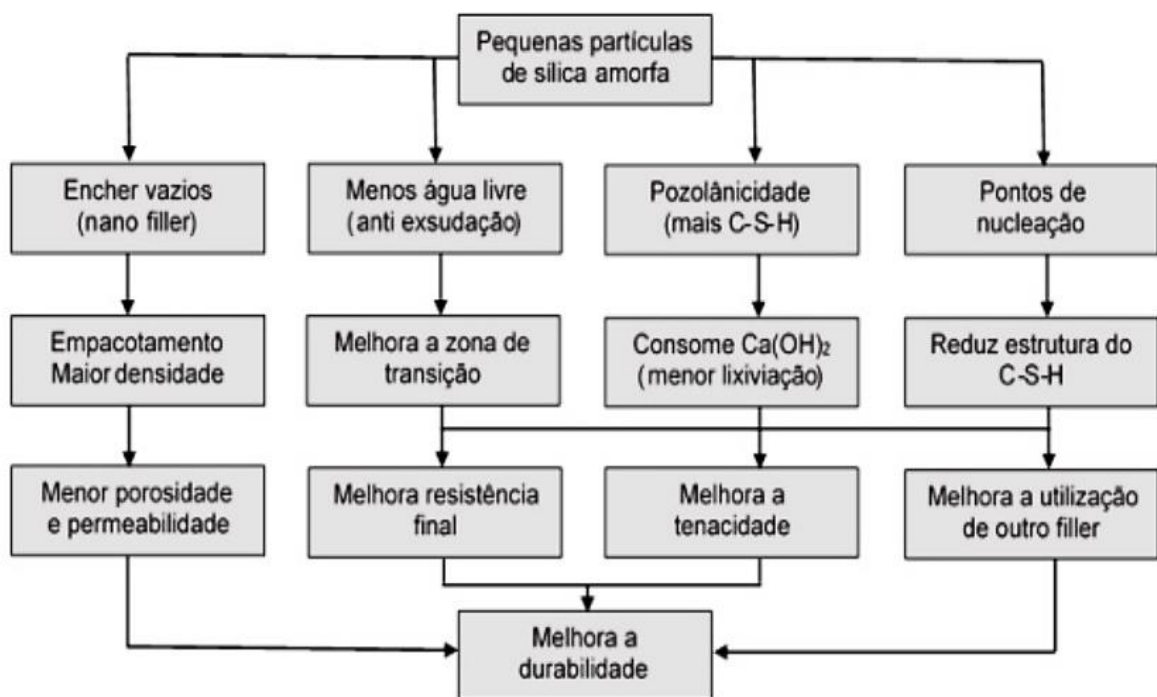 Pequenas partículas
de sílica amorfa
Encher vazios
(nano filler)
Menos água livre
(anti exsudação)
Pozolânicidade
(mais C-S-H)
Pontos de
nucleação
Empacotamento
Maior densidade
Melhora a zona de
transição
Consome Ca(OH)₂
(menor lixiviação)
Reduz estrutura do
C-S-H
Menor porosidade
e permeabilidade
Melhora resistência
final
Melhora a
tenacidade
Melhora a utilização
de outro filler
Melhora a
durabilidade